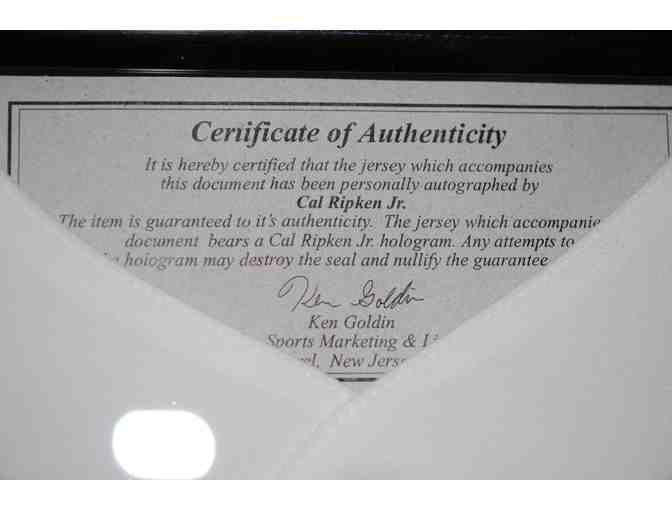 Certificate of Authenticity
It is hereby certified that the jersey which accompanies
this document has been personally autographed by
Cal Ripken Jr.
The item is guaranteed to it's authenticity. The jersey which accompanie
document bears a Cal Ripken Jr. hologram. Any attempts to
hologram may destroy the seal and nullify the guarantee
Ken Goldin
Ken Goldin
Sports Marketing & Li
el, New Jers